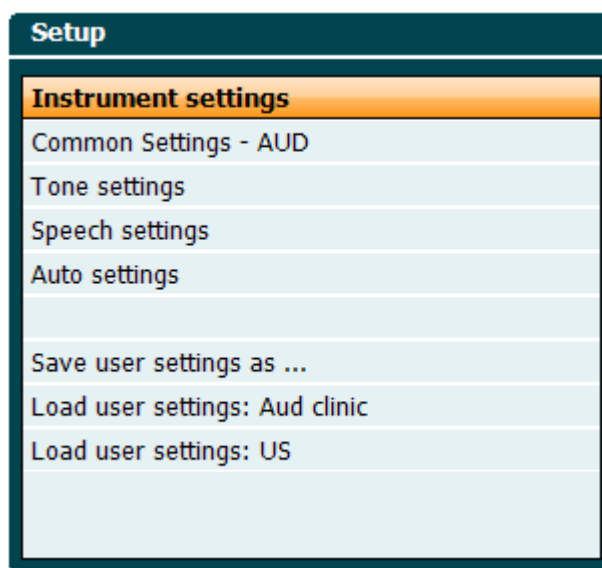 Setup
Instrument settings
Common Settings - AUD
Tone settings
Speech settings
Auto settings
Save user settings as ...
Load user settings: Aud clinic
Load user settings: US